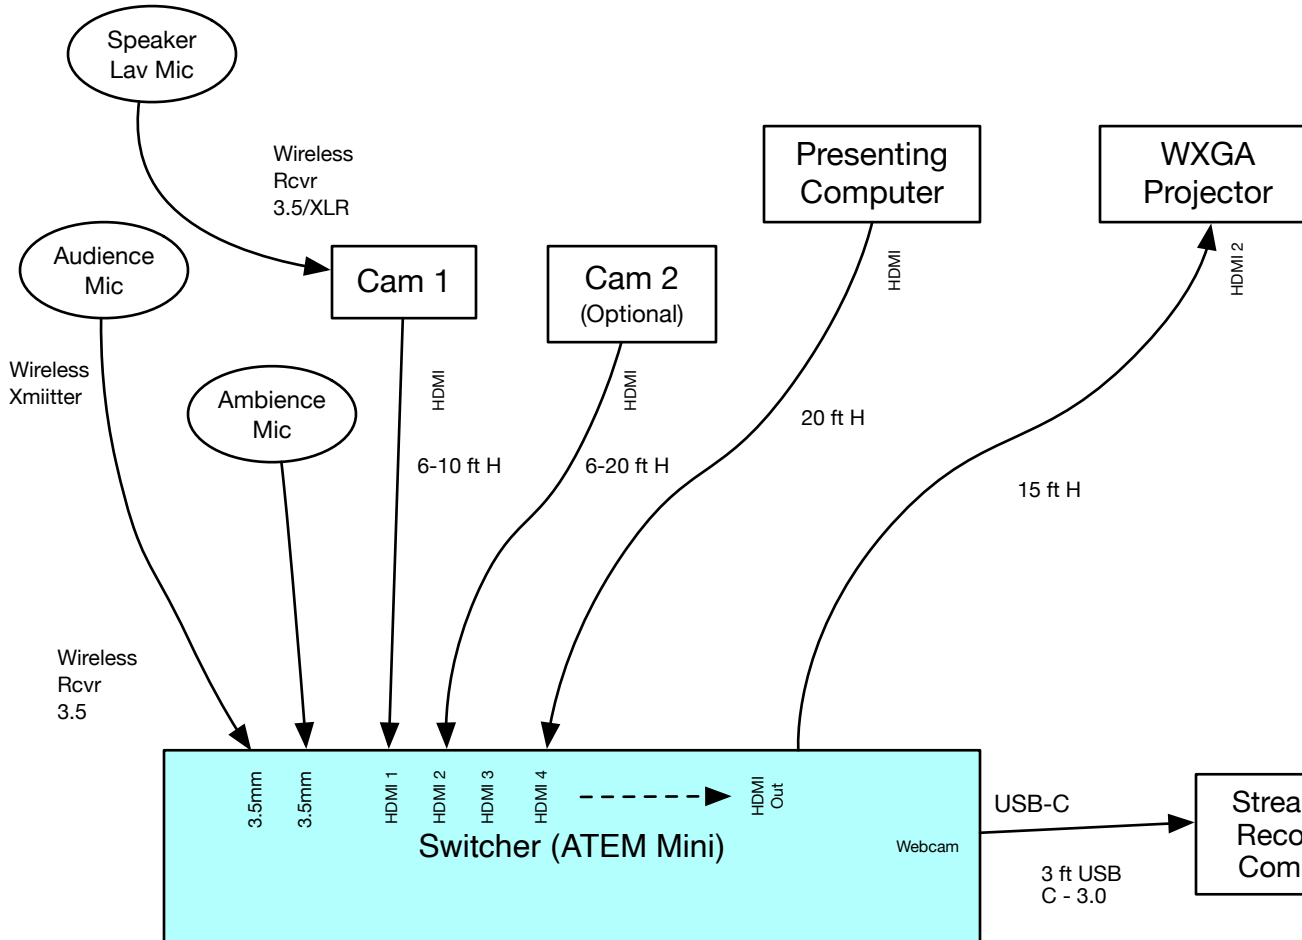 Speaker
Lav Mic
Wireless
Rcvr
3.5/XLR
Presenting
Computer
WXGA
Projector
Audience
Mic
Cam 1
Cam 2
(Optional)
HDMI
HDMI 2
Wireless
Xmiitter
Ambience
Mic
HDMI
HDMI
6-10 ft H
6-20 ft H
20 ft H
15 ft H
Wireless
Rcvr
3.5
3.5mm
3.5mm
HDMI 1
HDMI 2
HDMI 3
HDMI 4
HDMI
Out
Switcher (ATEM Mini)
Webcam
USB-C
3 ft USB
C - 3.0
Strea
Reco
Com